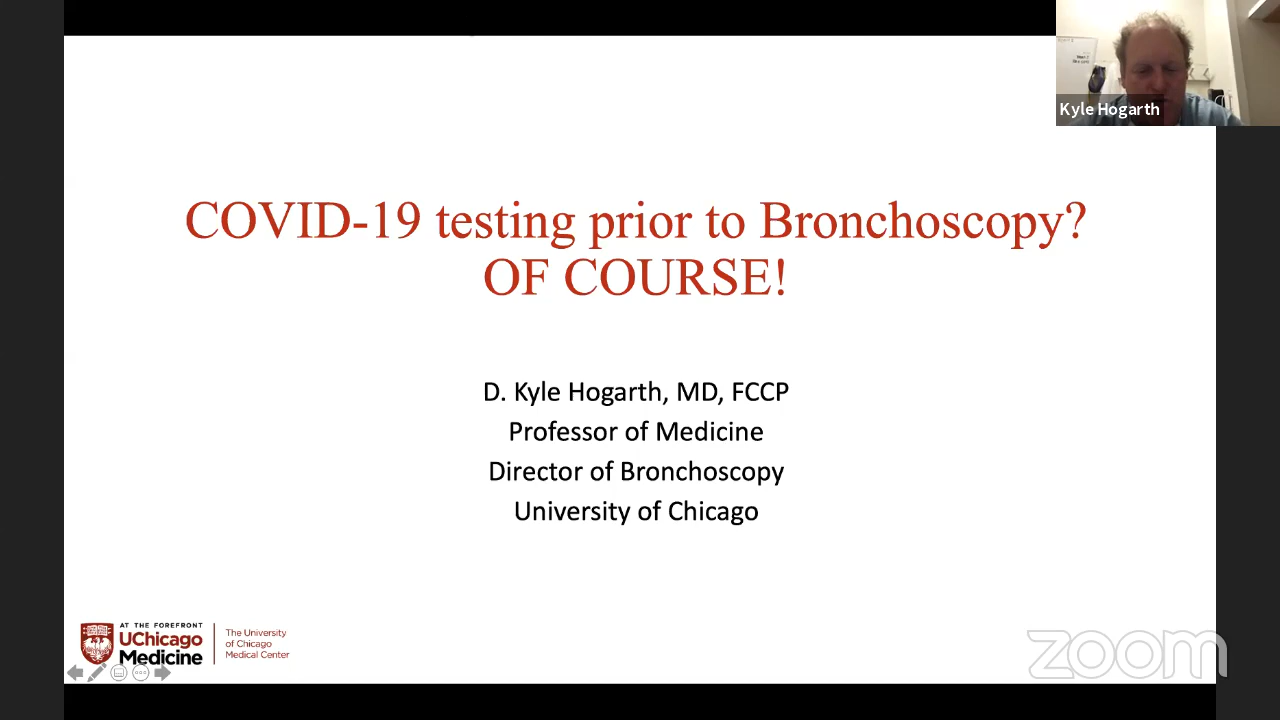 Kyle Hogarth
COVID-19 testing prior to Bronchoscopy?
OF COURSE!
D. Kyle Hogarth, MD, FCCP
Professor of Medicine
Director of Bronchoscopy
University of Chicago
AT THE FOREFRONT
UChicago
Medicine
The University
of Chicago
Medical Center
zoom